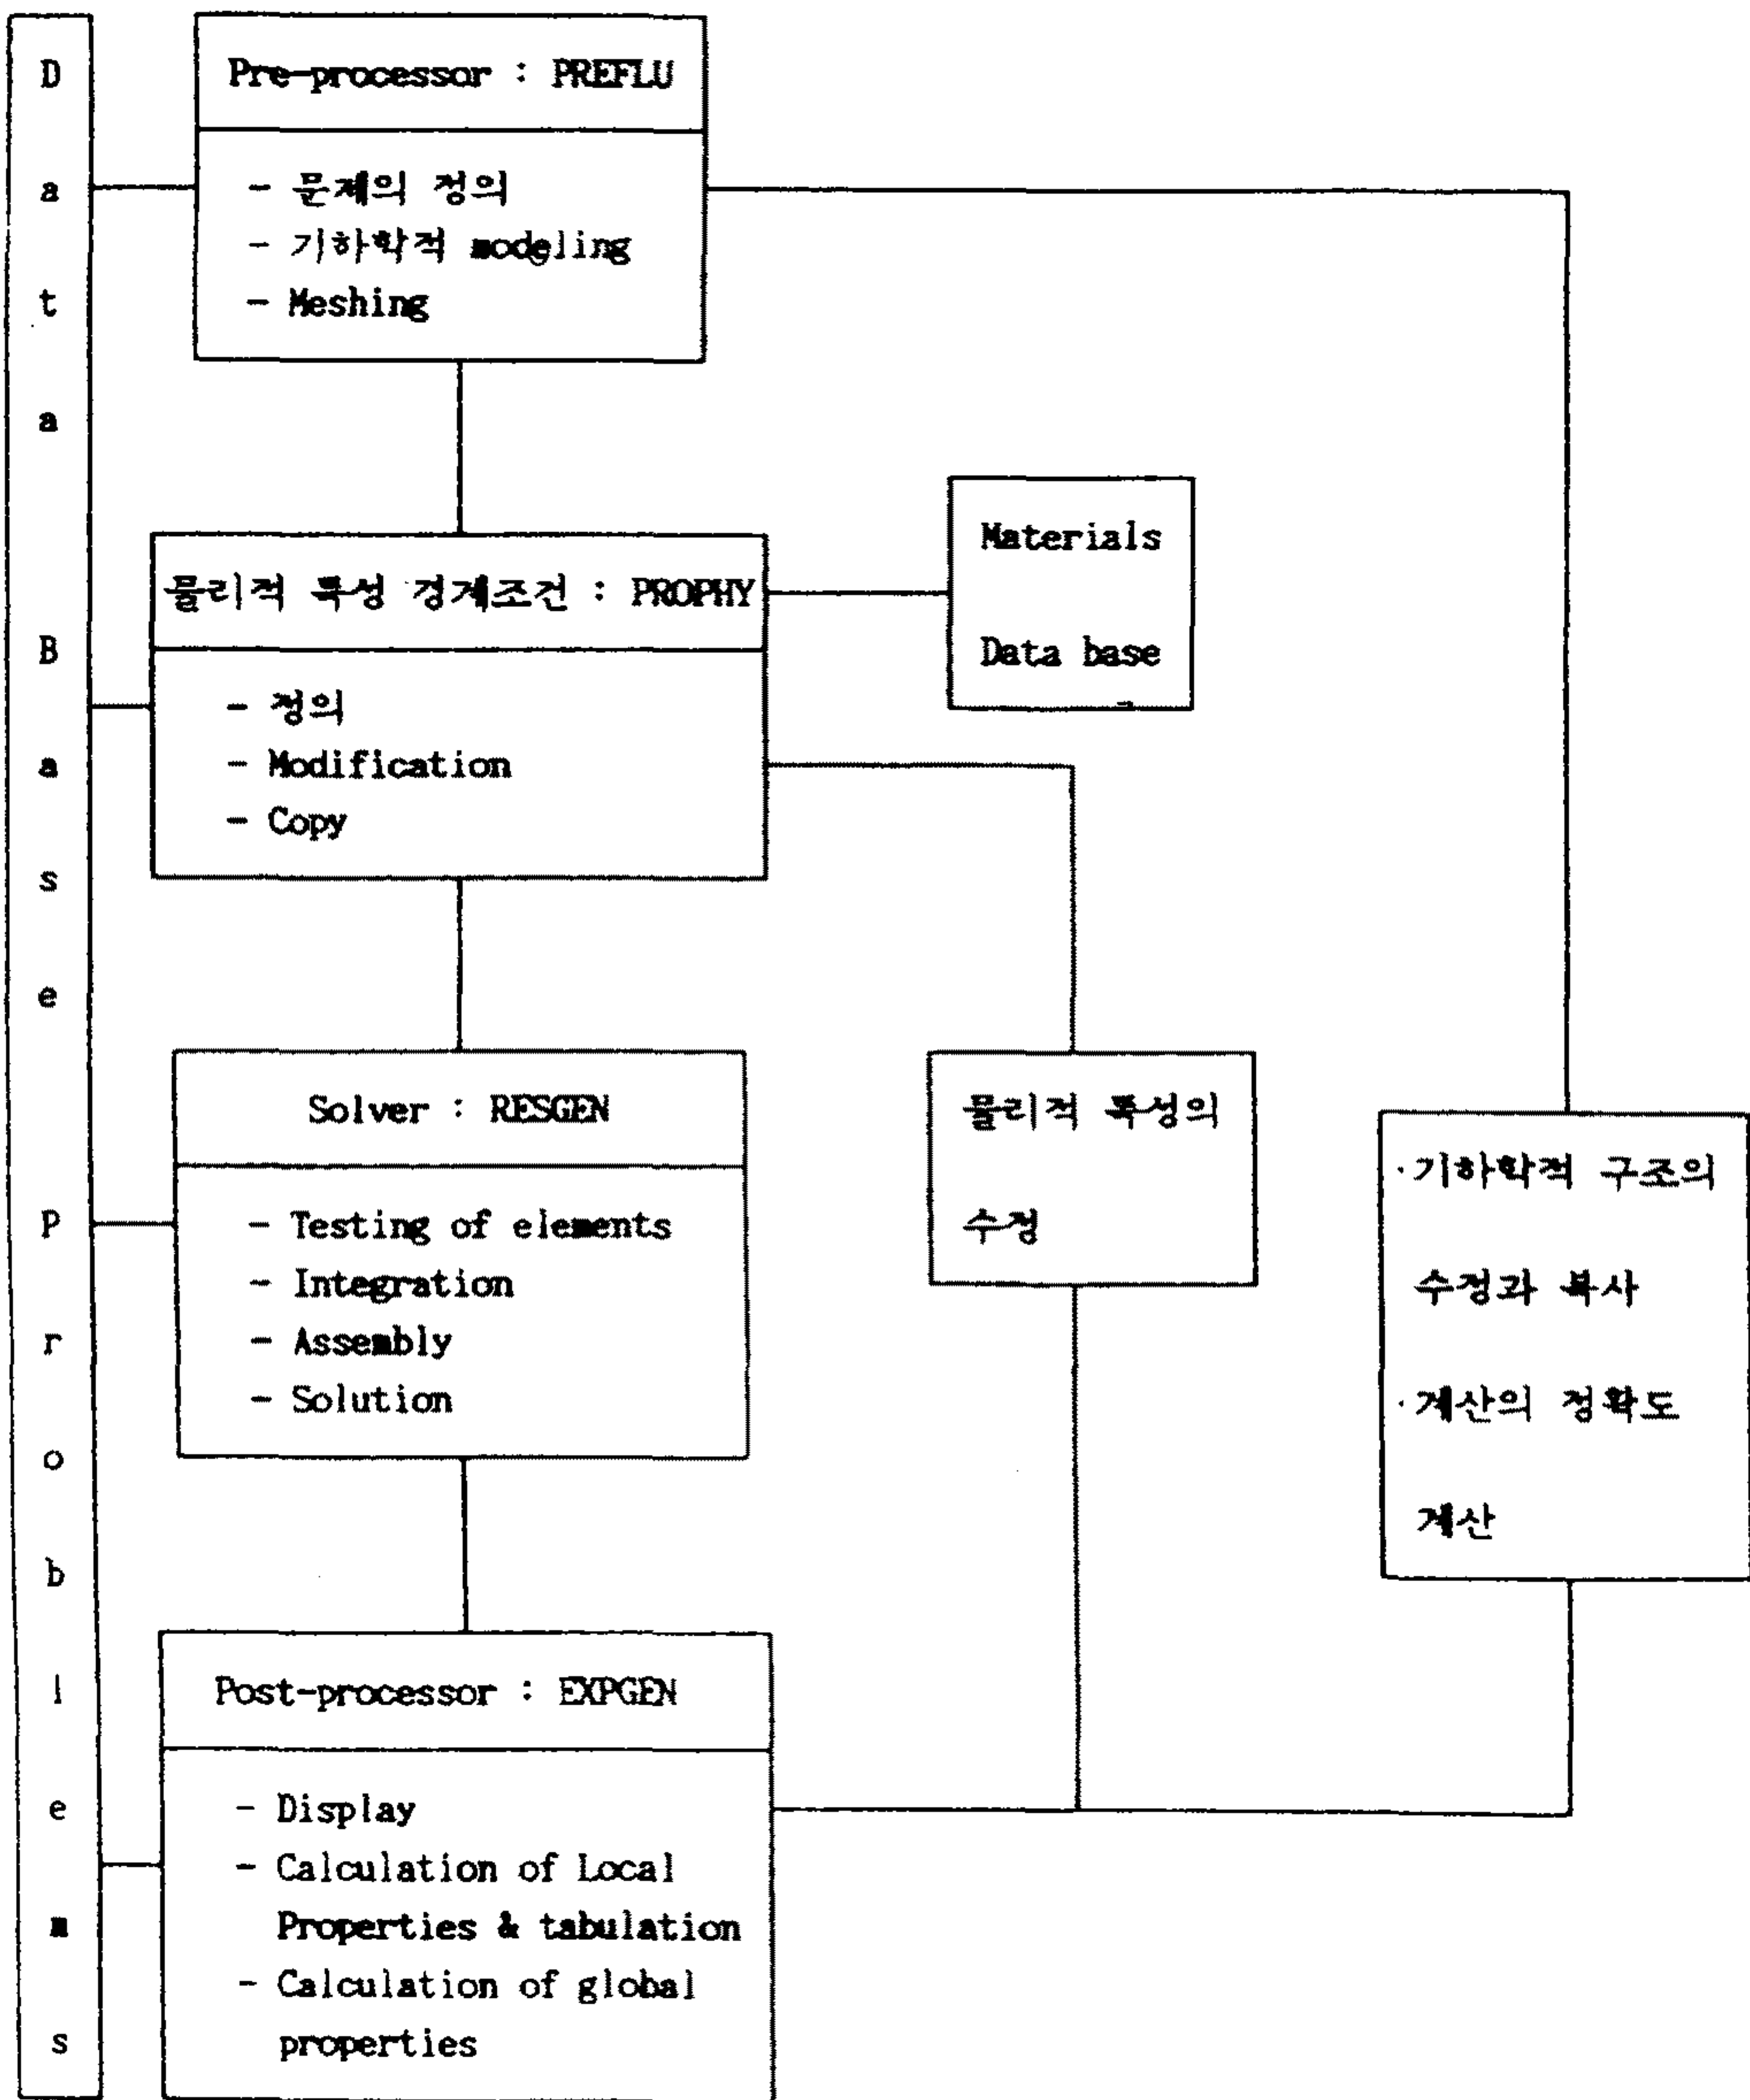 Data Base Problems
Pre-processor : PREFLU
- 문제의 정의
- 기하학적 modeling
- Meshing
물리적 특성 경계조건 : PROPHY
- 정의
- Modification
- Copy
Materials
Data base
Solver : RESGEN
- Testing of elements
- Integration
- Assembly
- Solution
물리적 특성의
수정
·기하학적 구조의
수정과 복사
·계산의 정확도
계산
Post-processor : EXPGEN
- Display
- Calculation of Local
Properties & tabulation
- Calculation of global
properties